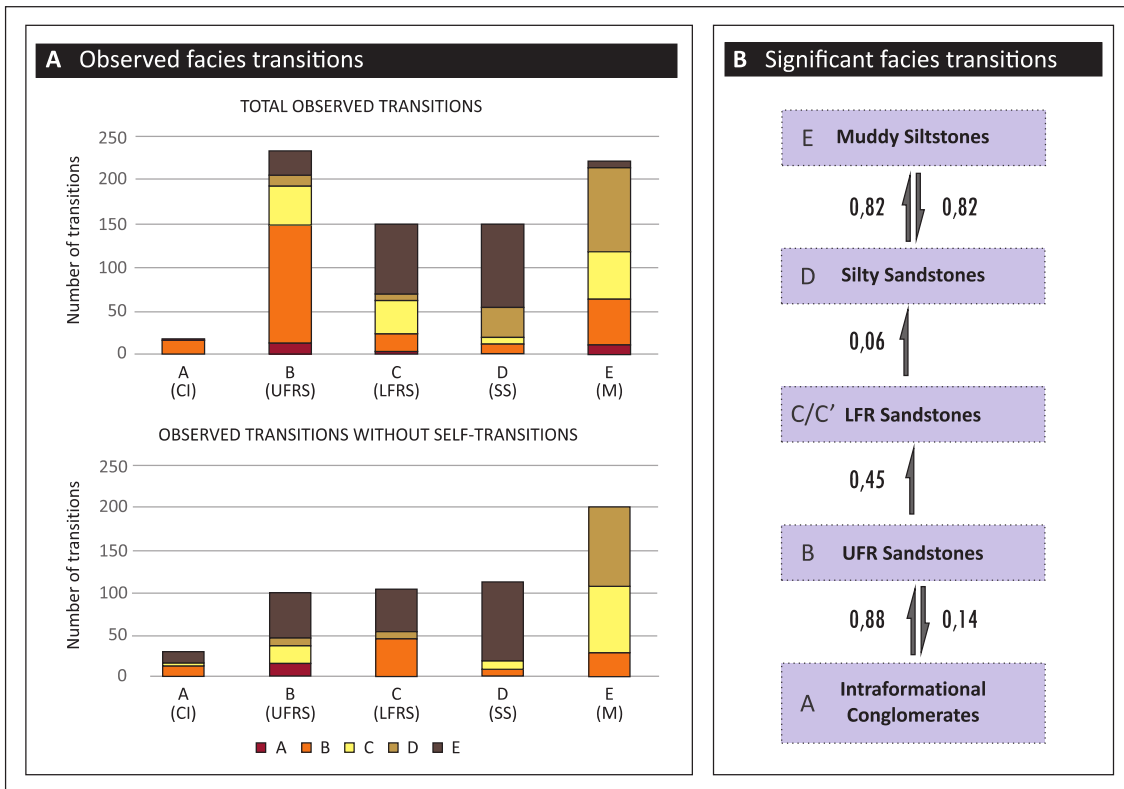 A Observed facies transitions
TOTAL OBSERVED TRANSITIONS
Number of transitions
250
200
150
100
50
0
A B C D E
(CI) (UFRS) (LFRS) (SS) (M)
OBSERVED TRANSITIONS WITHOUT SELF-TRANSITIONS
Number of transitions
250
200
150
100
50
0
A B C D E
(CI) (UFRS) (LFRS) (SS) (M)
A B C D E
B Significant facies transitions
E Muddy Siltstones
0,82 0,82
D Silty Sandstones
0,06
C/C’ LFR Sandstones
0,45
B UFR Sandstones
0,88 0,14
A Intraformational
Conglomerates